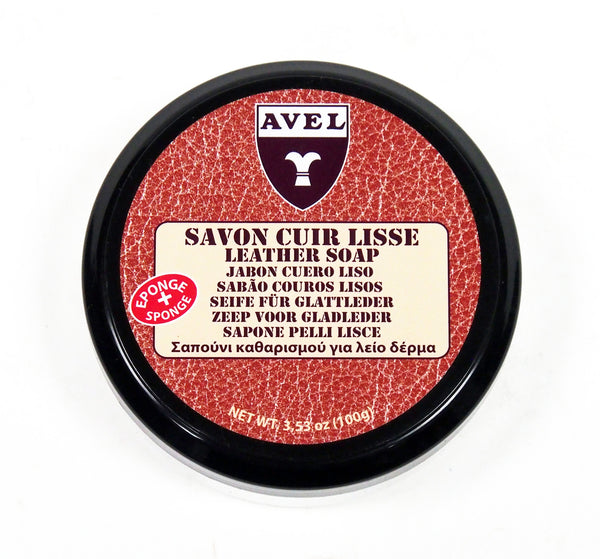 AVEL
SAVON CUIR LISSE
LEATHER SOAP
JABON CUERO LISO
SABÃO COUROS LISOS
SEIFE FÜR GLATTLEDER
ZEEP VOOR GLADLEDER
SAPONE PELLI LISCE
Σαπούνι καθαρισμού για λείο δέρμα
EPONGE
+
SPONGE
NET WT, 3,53 oz (100g)